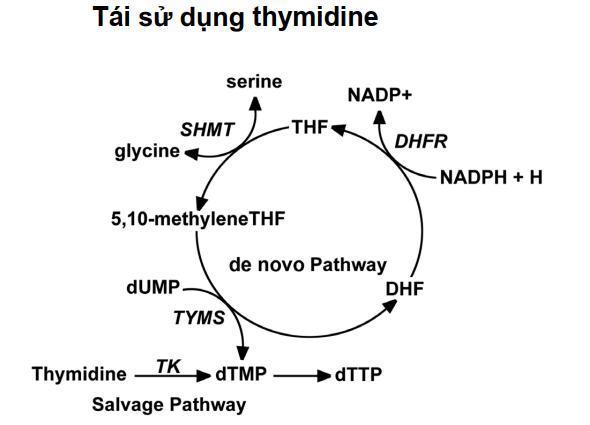 Tái sử dụng thymidine
serine
NADP+
SHMT
THF
DHFR
glycine
NADPH + H
5,10-methyleneTHF
de novo Pathway
dUMP
DHF
TYMS
Thymidine TK dTMP dTTP
Salvage Pathway